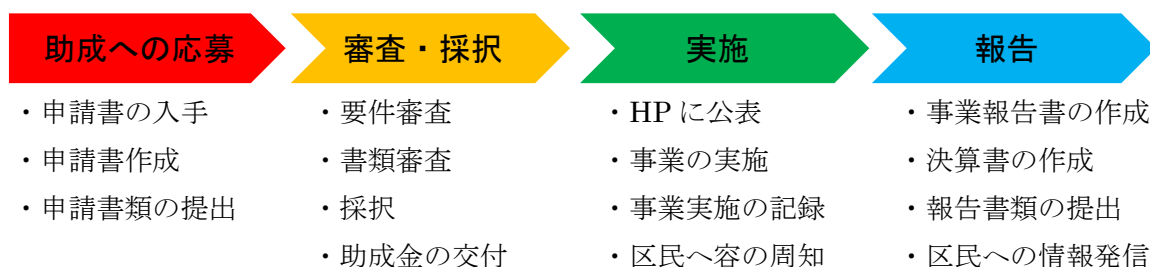 助成への応募
・申請書の入手
・申請書作成
・申請書類の提出
審査・採択
・要件審査
・書類審査
・採択
・助成金の交付
実施
・HPに公表
・事業の実施
・事業実施の記録
・区民へ容の周知
報告
・事業報告書の作成
・決算書の作成
・報告書類の提出
・区民への情報発信